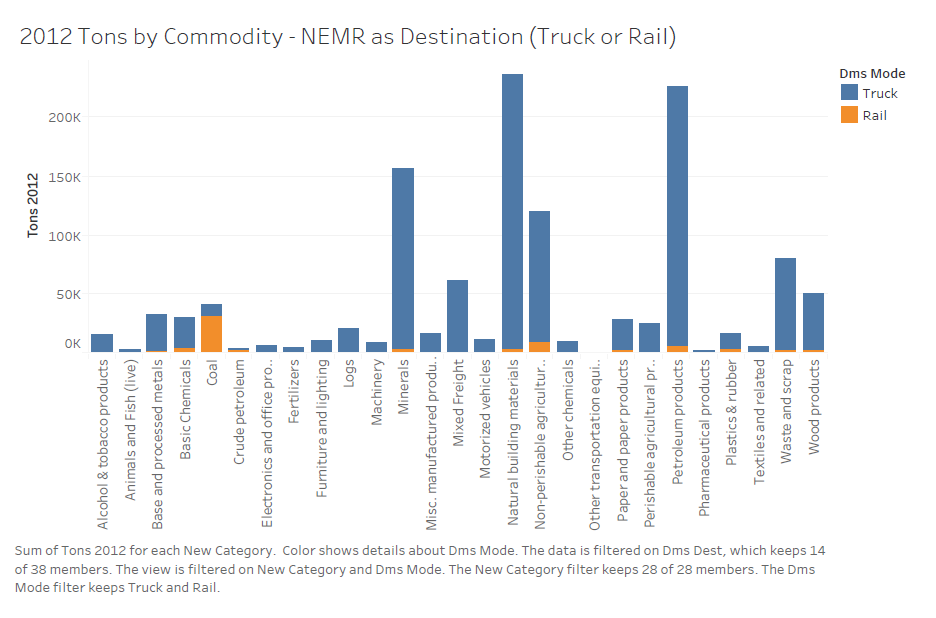 2012 Tons by Commodity - NEMR as Destination (Truck or Rail)
Dms Mode
Truck
Rail
Tons 2012
200K
150K
100K
50K
0K
Alcohol & tobacco products
Animals and Fish (live)
Base and processed metals
Basic Chemicals
Coal
Crude petroleum
Electronics and office pro..
Fertilizers
Furniture and lighting
Logs
Machinery
Minerals
Misc. manufactured produ..
Mixed Freight
Motorized vehicles
Natural building materials
Non-perishable agricultur..
Other chemicals
Other transportation equi..
Paper and paper products
Perishable agricultural pr..
Petroleum products
Pharmaceutical products
Plastics & rubber
Textiles and related
Waste and scrap
Wood products
Sum of Tons 2012 for each New Category.  Color shows details about Dms Mode. The data is filtered on Dms Dest, which keeps 14
of 38 members. The view is filtered on New Category and Dms Mode. The New Category filter keeps 28 of 28 members. The Dms
Mode filter keeps Truck and Rail.